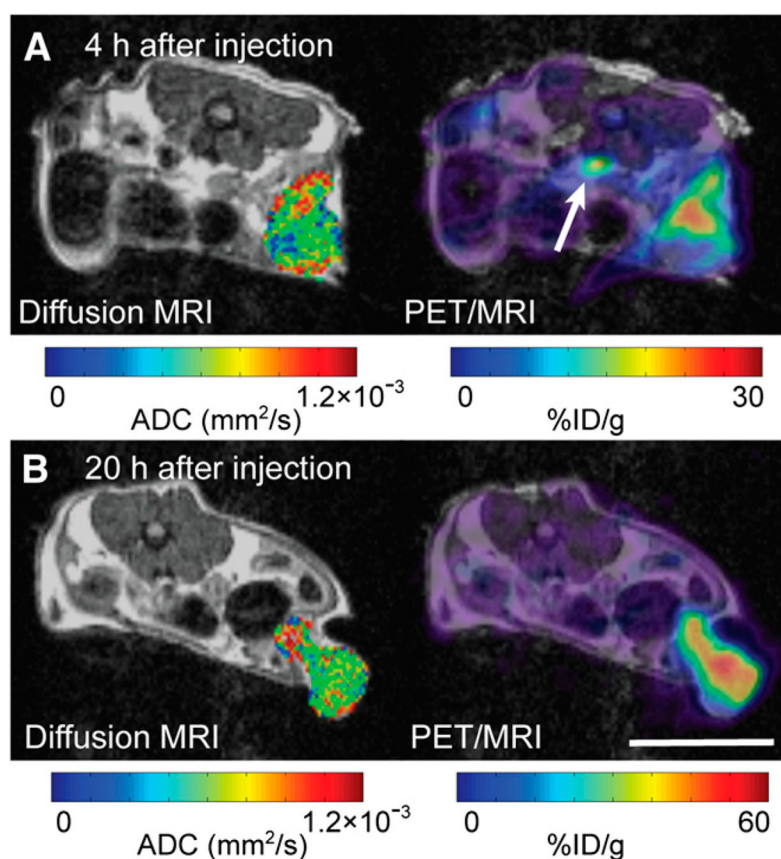 A 4 h after injection
Diffusion MRI PET/MRI
0 1.2×10⁻³ 0 30
ADC (mm²/s) %ID/g
B 20 h after injection
Diffusion MRI PET/MRI
0 1.2×10⁻³ 0 60
ADC (mm²/s) %ID/g